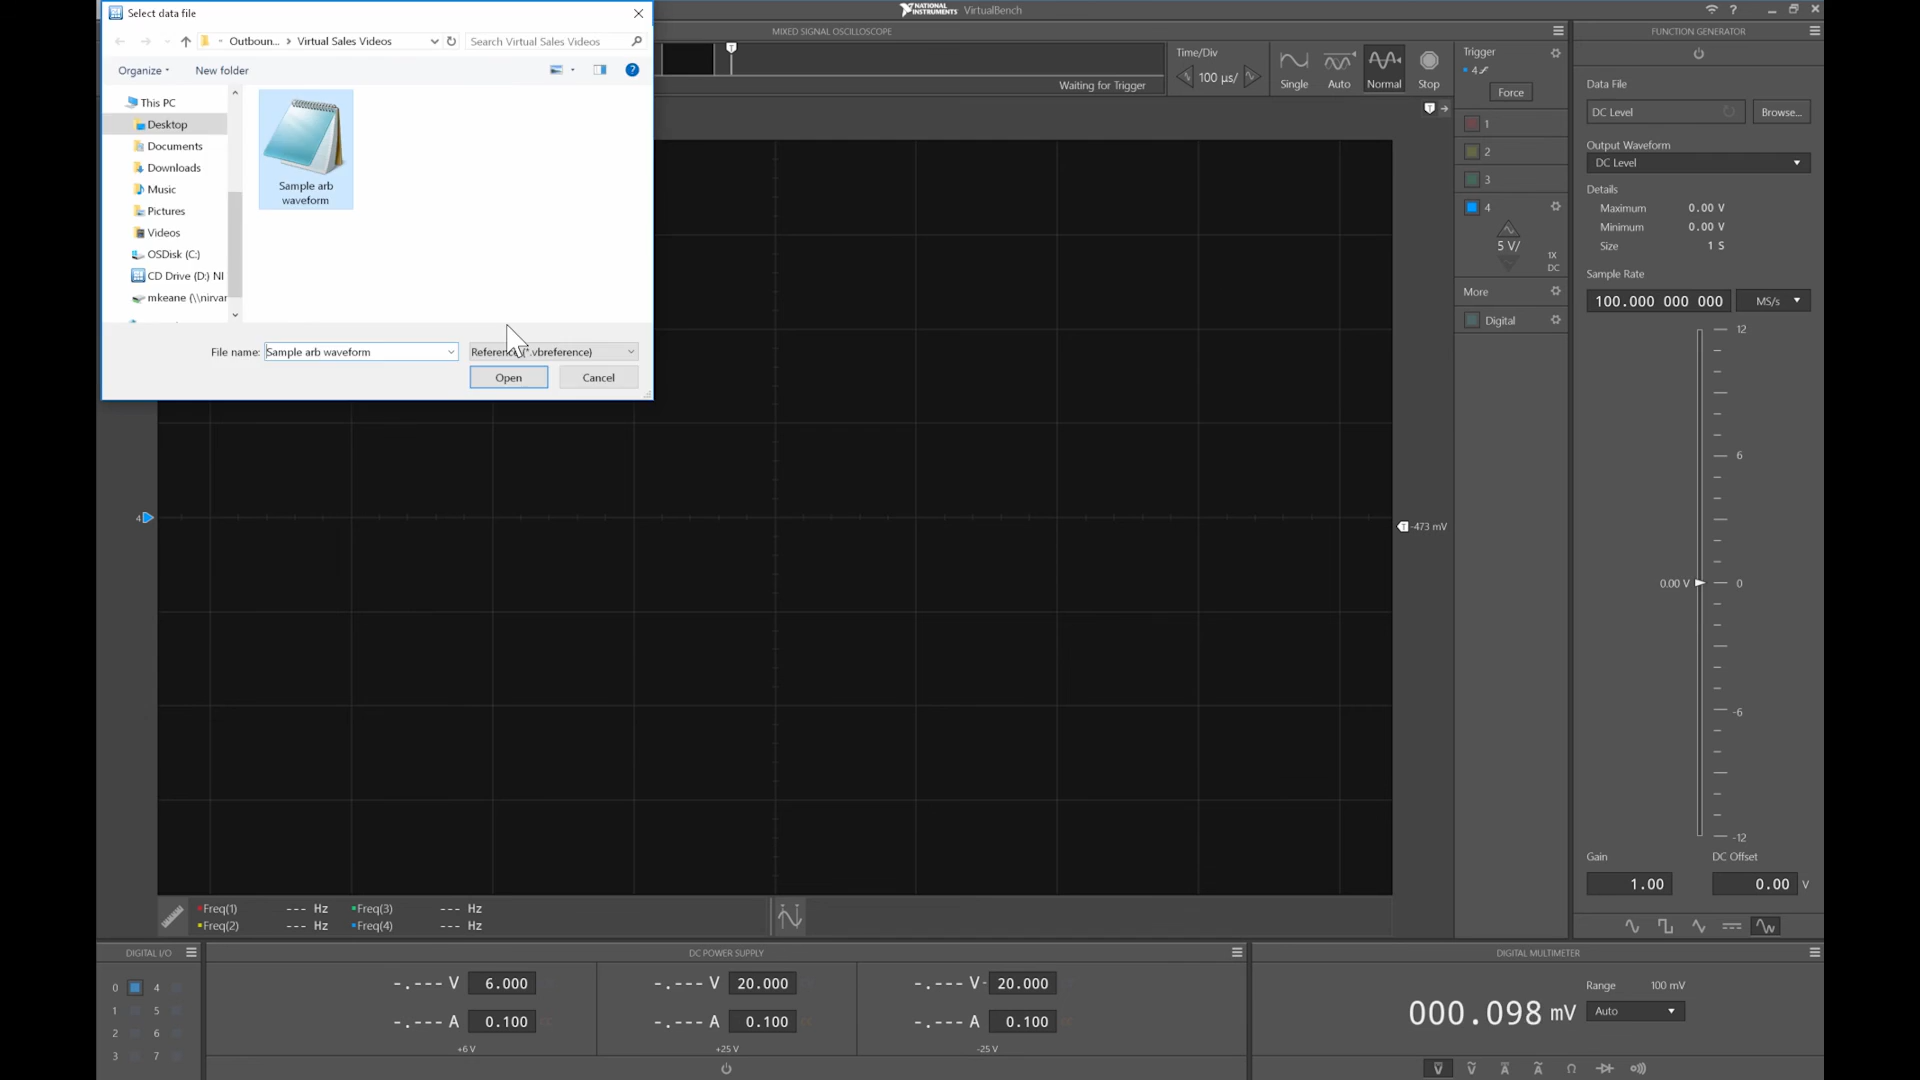 Select data file
Outboun... > Virtual Sales Videos
Search Virtual Sales Videos
Organize
New folder
This PC
Desktop
Documents
Downloads
Music
Pictures
Videos
OSDisk (C:)
CD Drive (D:) NI
mkeane (\\nirvar
Sample arb
waveform
File name: Sample arb waveform
Reference (*.vbreference)
Open
Cancel
NATIONAL INSTRUMENTS VirtualBench
MIXED SIGNAL OSCILLOSCOPE
T
Waiting for Trigger
Time/Div
100 µs/
Single
Auto
Normal
Stop
T
Trigger
4
Force
1
2
3
4
5 V/
1X
DC
More
Digital
4
T -473 mV
FUNCTION GENERATOR
Data File
DC Level
Browse...
Output Waveform
DC Level
Details
Maximum 0.00 V
Minimum 0.00 V
Size 1 S
Sample Rate
100.000 000 000 MS/s
12
6
0.00 V
0
-6
-12
Gain
DC Offset
1.00
0.00 V
Freq(1) --- Hz
Freq(3) --- Hz
Freq(2) --- Hz
Freq(4) --- Hz
DIGITAL I/O
0 4
1 5
2 6
3 7
DC POWER SUPPLY
-.--- V 6.000
-.--- A 0.100
+6 V
-.--- V 20.000
-.--- A 0.100
+25 V
-.--- V - 20.000
-.--- A 0.100
-25 V
DIGITAL MULTIMETER
000.098 mV
Range 100 mV
Auto
V
V
A
A
Ω